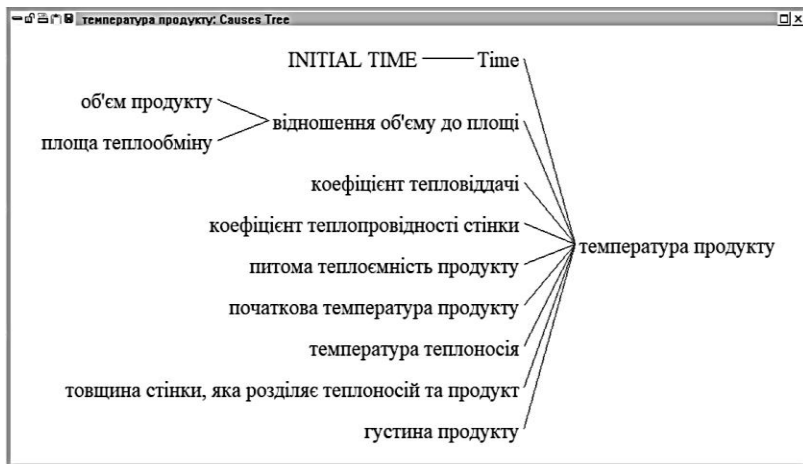 температура продукту: Causes Tree
INITIAL TIME Time
об'єм продукту
відношення об'єму до площі
площа теплообміну
коефіцієнт тепловіддачі
коефіцієнт теплопровідності стінки
температура продукту
питома теплоємність продукту
початкова температура продукту
температура теплоносія
товщина стінки, яка розділяє теплоносій та продукт
густина продукту